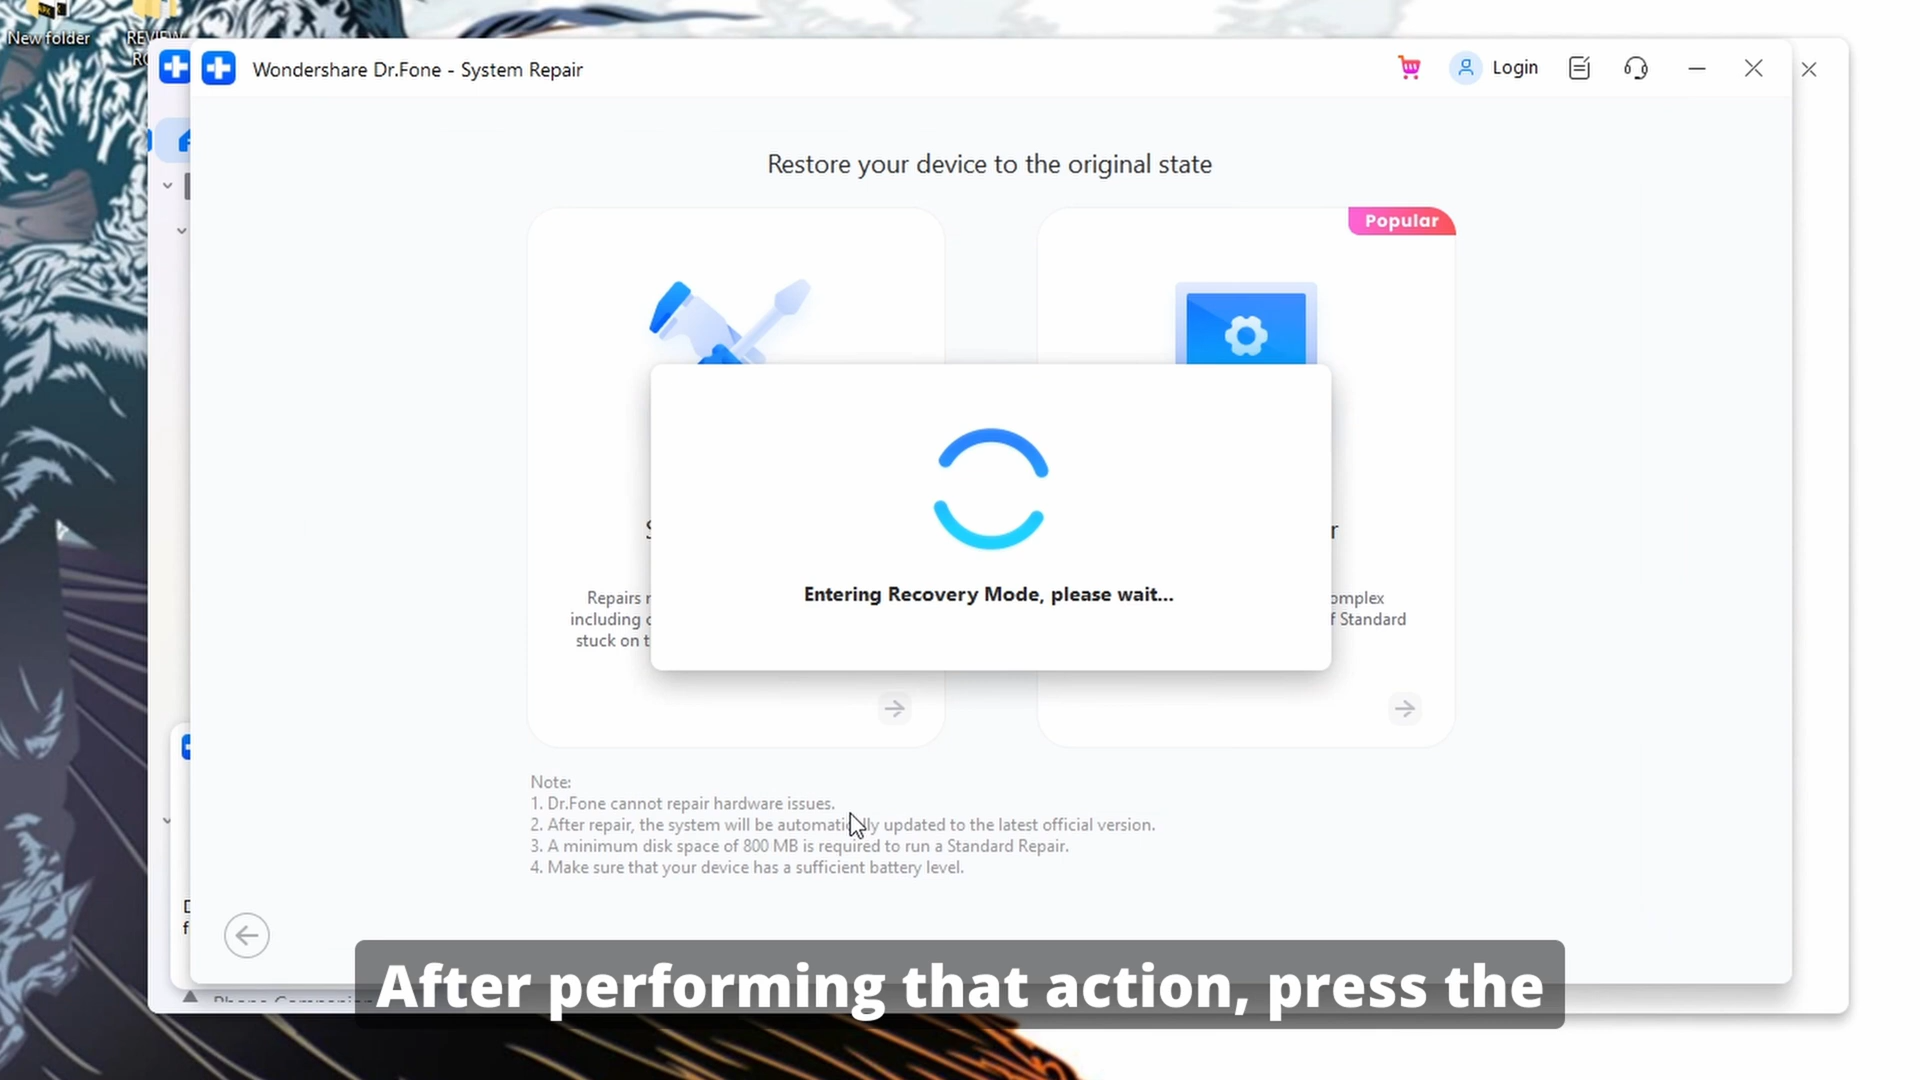 New folder
REVIEW
Wondershare Dr.Fone - System Repair
Login
Restore your device to the original state
Popular
Entering Recovery Mode, please wait...
Repairs
omplex
including
f Standard
stuck on t
Note:
1. Dr.Fone cannot repair hardware issues.
2. After repair, the system will be automatically updated to the latest official version.
3. A minimum disk space of 800 MB is required to run a Standard Repair.
4. Make sure that your device has a sufficient battery level.
Phone Companion
After performing that action, press the